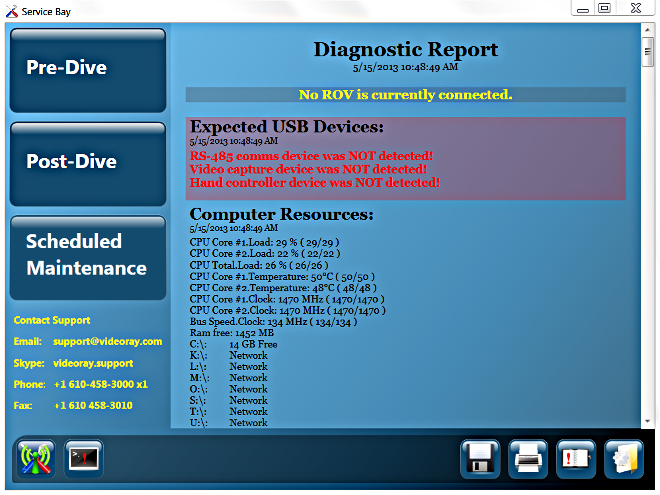 Service Bay
Pre-Dive
Post-Dive
Scheduled
Maintenance
Contact Support
Email: support@videoray.com
Skype: videoray.support
Phone: +1 610-458-3000 x1
Fax: +1 610 458-3010
Diagnostic Report
5/15/2013 10:48:49 AM
No ROV is currently connected.
Expected USB Devices:
5/15/2013 10:48:49 AM
RS-485 comms device was NOT detected!
Video capture device was NOT detected!
Hand controller device was NOT detected!
Computer Resources:
5/15/2013 10:48:49 AM
CPU Core #1.Load: 29 % ( 29/29 )
CPU Core #2.Load: 22 % ( 22/22 )
CPU Total.Load: 26 % ( 26/26 )
CPU Core #1.Temperature: 50°C ( 50/50 )
CPU Core #2.Temperature: 48°C ( 48/48 )
CPU Core #1.Clock: 1470 MHz ( 1470/1470 )
CPU Core #2.Clock: 1470 MHz ( 1470/1470 )
Bus Speed.Clock: 134 MHz ( 134/134 )
Ram free: 1452 MB
C:\: 14 GB Free
K:\: Network
L:\: Network
M:\: Network
O:\: Network
S:\: Network
T:\: Network
U:\: Network